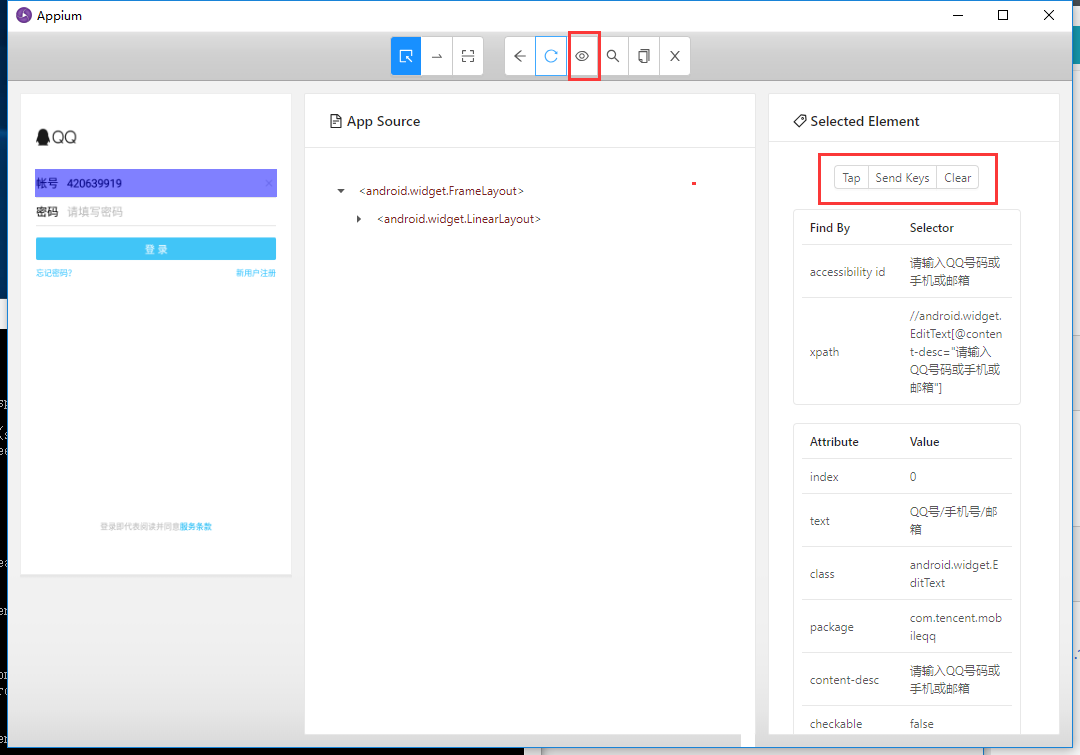 Appium
QQ
帐号 420639919
密码 请填写密码
登 录
忘记密码?
新用户注册
登录即代表阅读并同意服务条款
App Source
<android.widget.FrameLayout>
<android.widget.LinearLayout>
Selected Element
Tap Send Keys Clear
Find By Selector
accessibility id
请输入QQ号码或
手机或邮箱
xpath
//android.widget.
EditText[@conten
t-desc="请输入
QQ号码或手机或
邮箱"]
Attribute Value
index 0
text
QQ号/手机号/邮
箱
class
android.widget.E
ditText
package
com.tencent.mob
ileqq
content-desc
请输入QQ号码或
手机或邮箱
checkable false